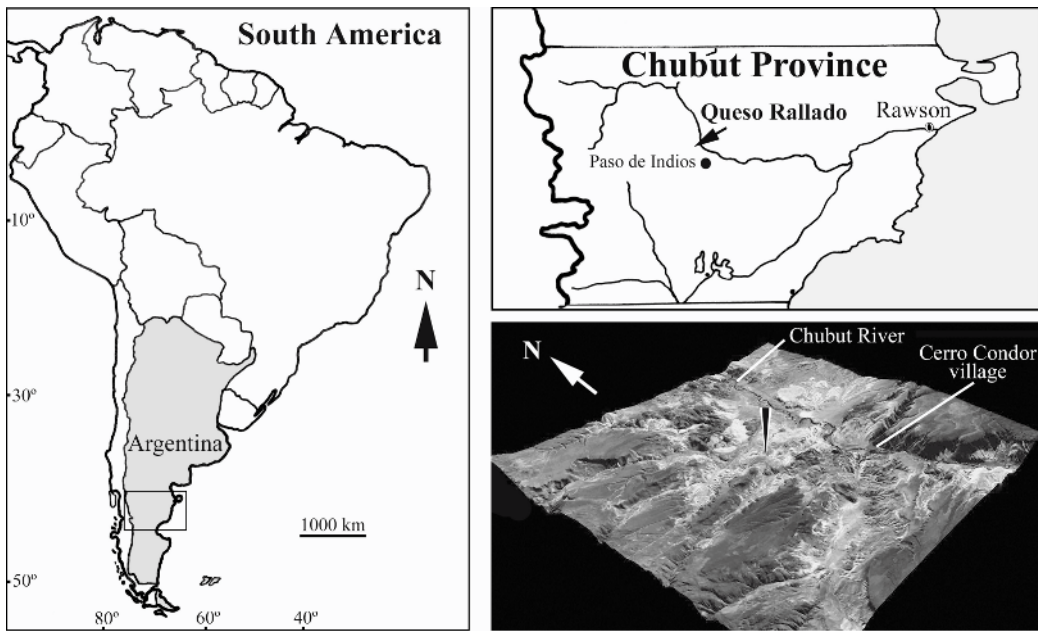 South America
10º
N
30º
Argentina
1000 km
50º
80º
60º
Chubut Province
Queso Rallado
Rawson
Paso de Indios
N
Chubut River
Cerro Condor
village